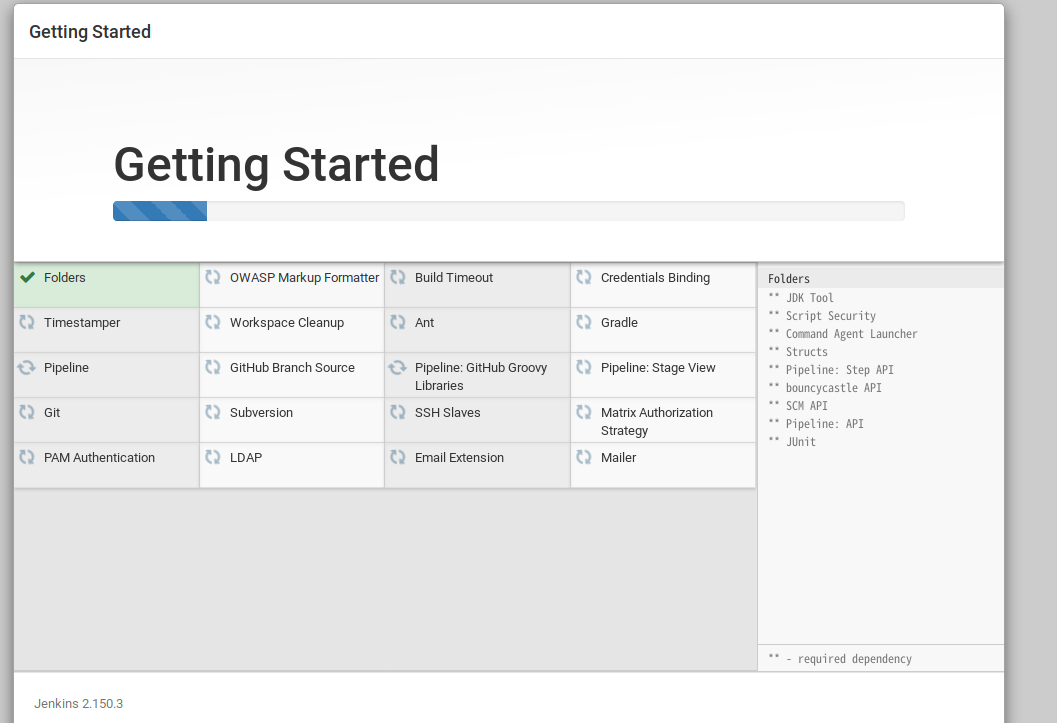 Getting Started
Getting Started
Folders
OWASP Markup Formatter
Build Timeout
Credentials Binding
Timestamper
Workspace Cleanup
Ant
Gradle
Pipeline
GitHub Branch Source
Pipeline: GitHub Groovy
Libraries
Pipeline: Stage View
Git
Subversion
SSH Slaves
Matrix Authorization
Strategy
PAM Authentication
LDAP
Email Extension
Mailer
Folders
** JDK Tool
** Script Security
** Command Agent Launcher
** Structs
** Pipeline: Step API
** bouncycastle API
** SCM API
** Pipeline: API
** JUnit
** - required dependency
Jenkins 2.150.3